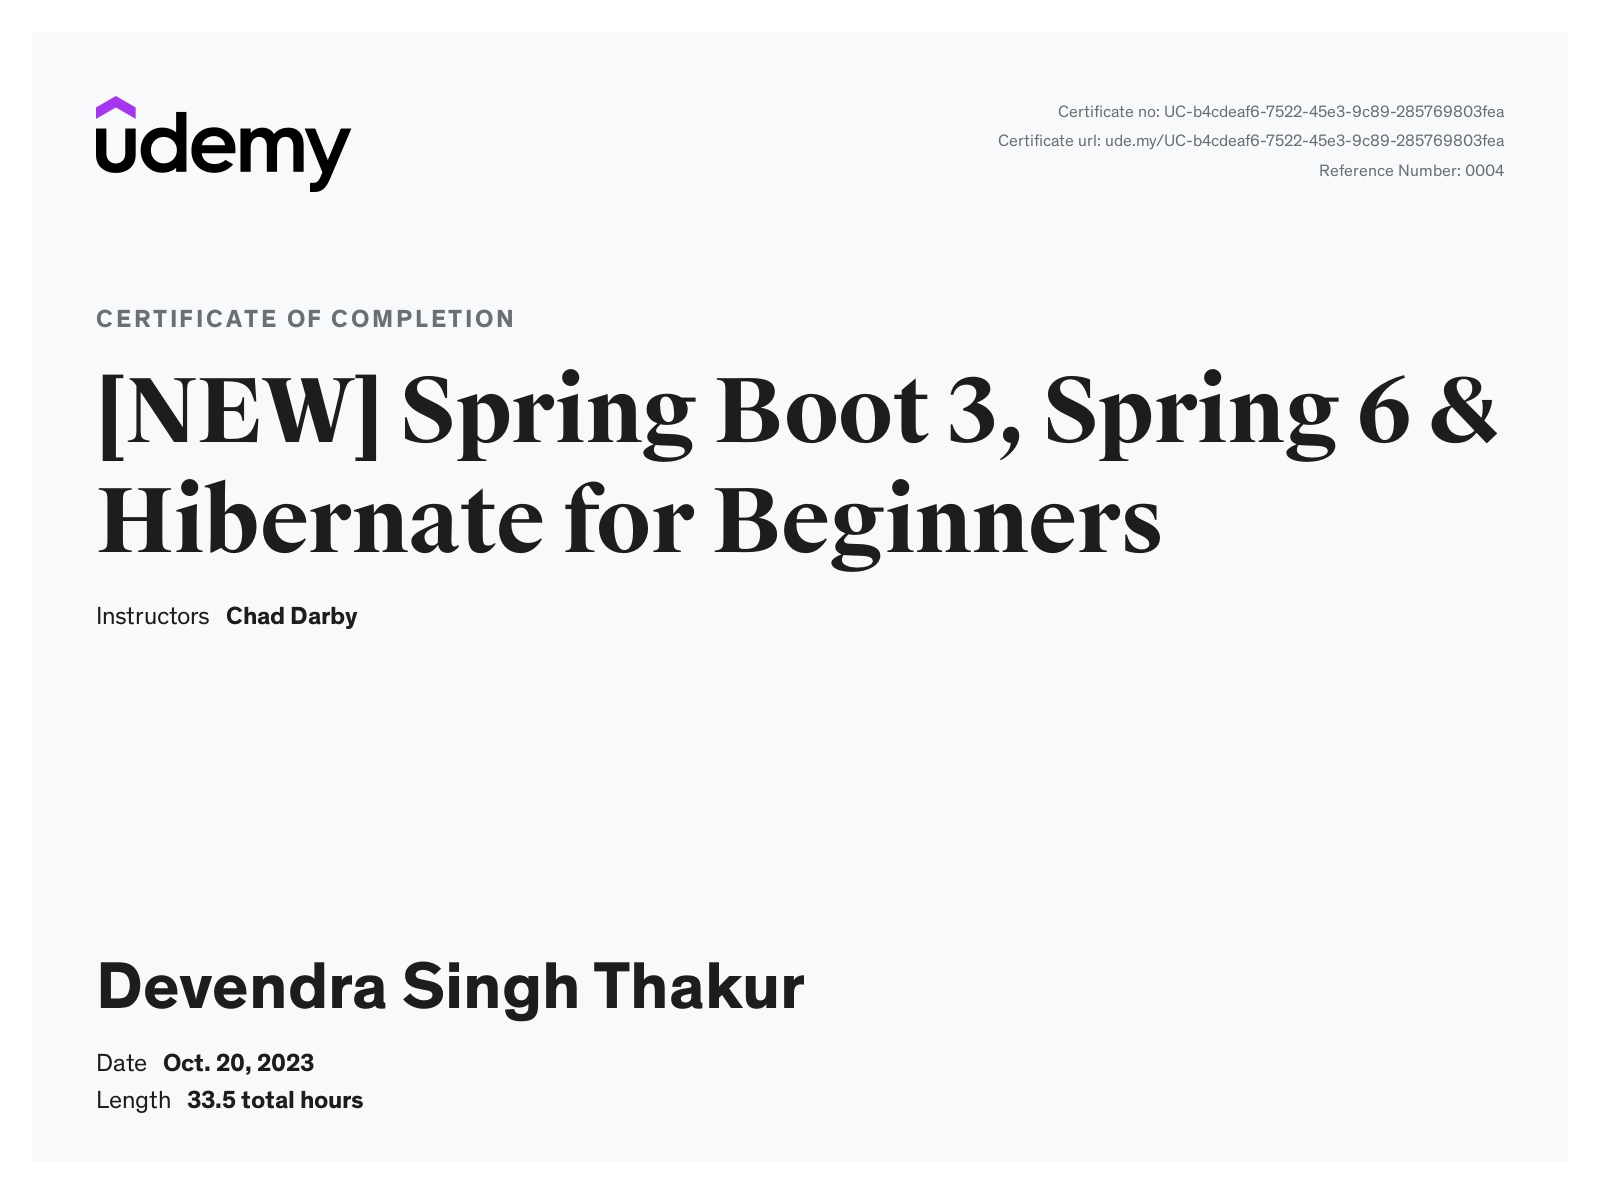 udemy
Certificate no: UC-b4cdeaf6-7522-45e3-9c89-285769803fea
Certificate url: ude.my/UC-b4cdeaf6-7522-45e3-9c89-285769803fea
Reference Number: 0004
CERTIFICATE OF COMPLETION
[NEW] Spring Boot 3, Spring 6 &
Hibernate for Beginners
Instructors Chad Darby
Devendra Singh Thakur
Date Oct. 20, 2023
Length 33.5 total hours